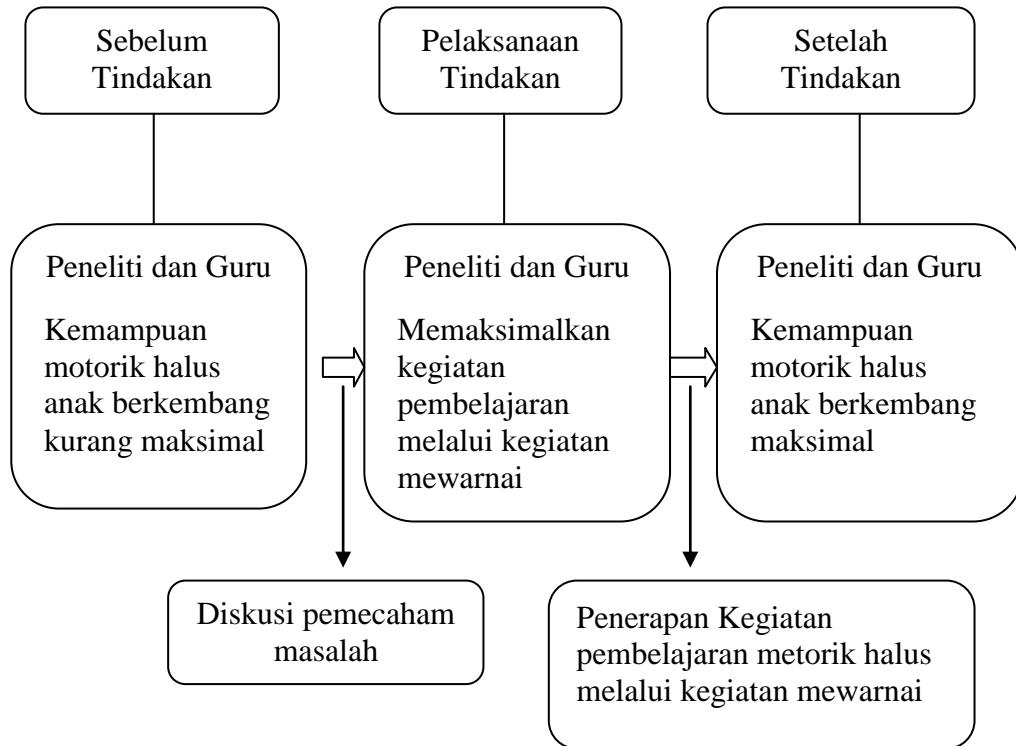 Sebelum
Tindakan
Pelaksanaan
Tindakan
Setelah
Tindakan
Peneliti dan Guru
Kemampuan
motorik halus
anak berkembang
kurang maksimal
Peneliti dan Guru
Memaksimalkan
kegiatan
pembelajaran
melalui kegiatan
mewarnai
Peneliti dan Guru
Kemampuan
motorik halus
anak berkembang
maksimal
Diskusi pemecaham
masalah
Penerapan Kegiatan
pembelajaran metorik halus
melalui kegiatan mewarnai